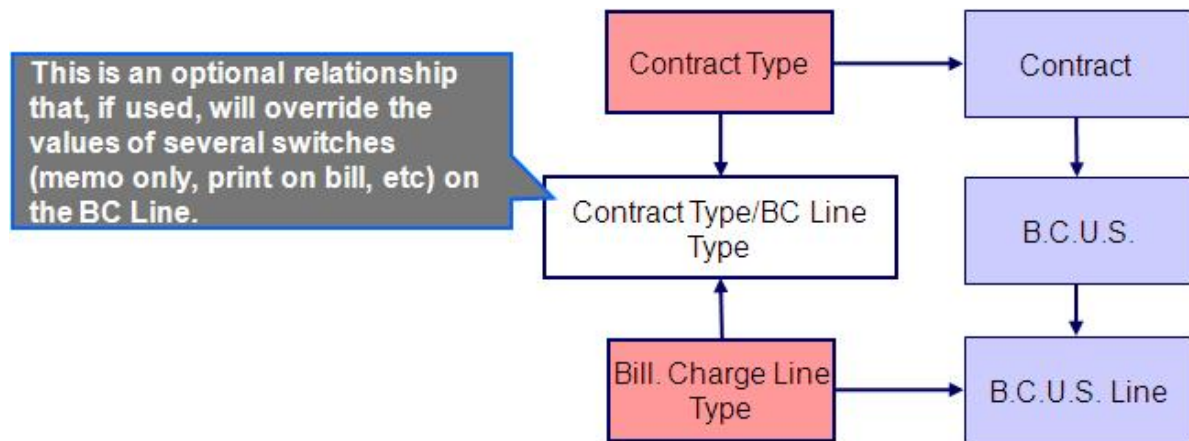 This is an optional relationship
that, if used, will override the
values of several switches
(memo only, print on bill, etc) on
the BC Line.
Contract Type
Contract
Contract Type/BC Line
Type
B.C.U.S.
Bill. Charge Line
Type
B.C.U.S. Line